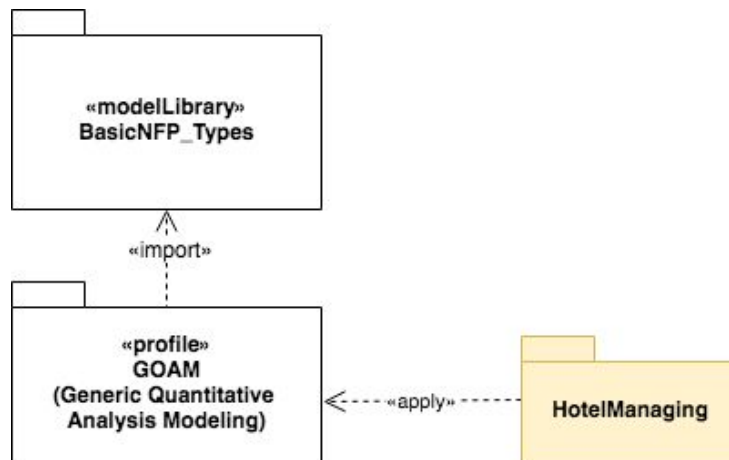 «modelLibrary»
BasicNFP_Types
«import»
«profile»
GOAM
(Generic Quantitative
Analysis Modeling)
«apply»
HotelManaging